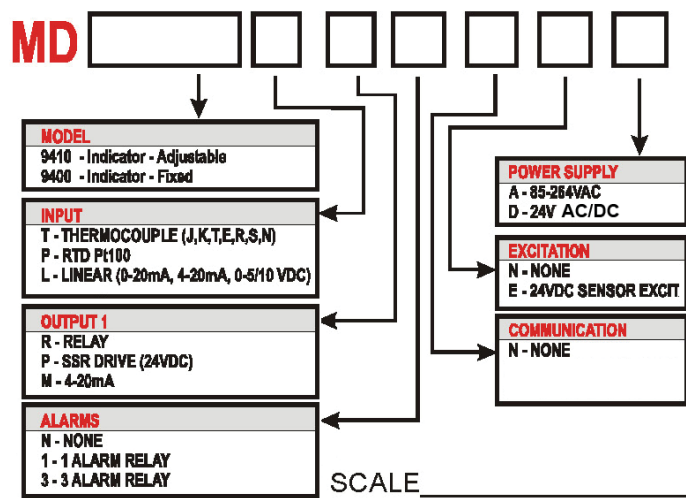 MD
MODEL
9410 - Indicator - Adjustable
9400 - Indicator - Fixed
INPUT
T - THERMOCOUPLE (J,K,T,E,R,S,N)
P - RTD Pt100
L - LINEAR (0-20mA, 4-20mA, 0-5/10 VDC)
OUTPUT 1
R - RELAY
P - SSR DRIVE (24VDC)
M - 4-20mA
ALARMS
N - NONE
1 - 1 ALARM RELAY
3 - 3 ALARM RELAY
POWER SUPPLY
A - 85-264VAC
D - 24V AC/DC
EXCITATION
N - NONE
E - 24VDC SENSOR EXCIT
COMMUNICATION
N - NONE
SCALE